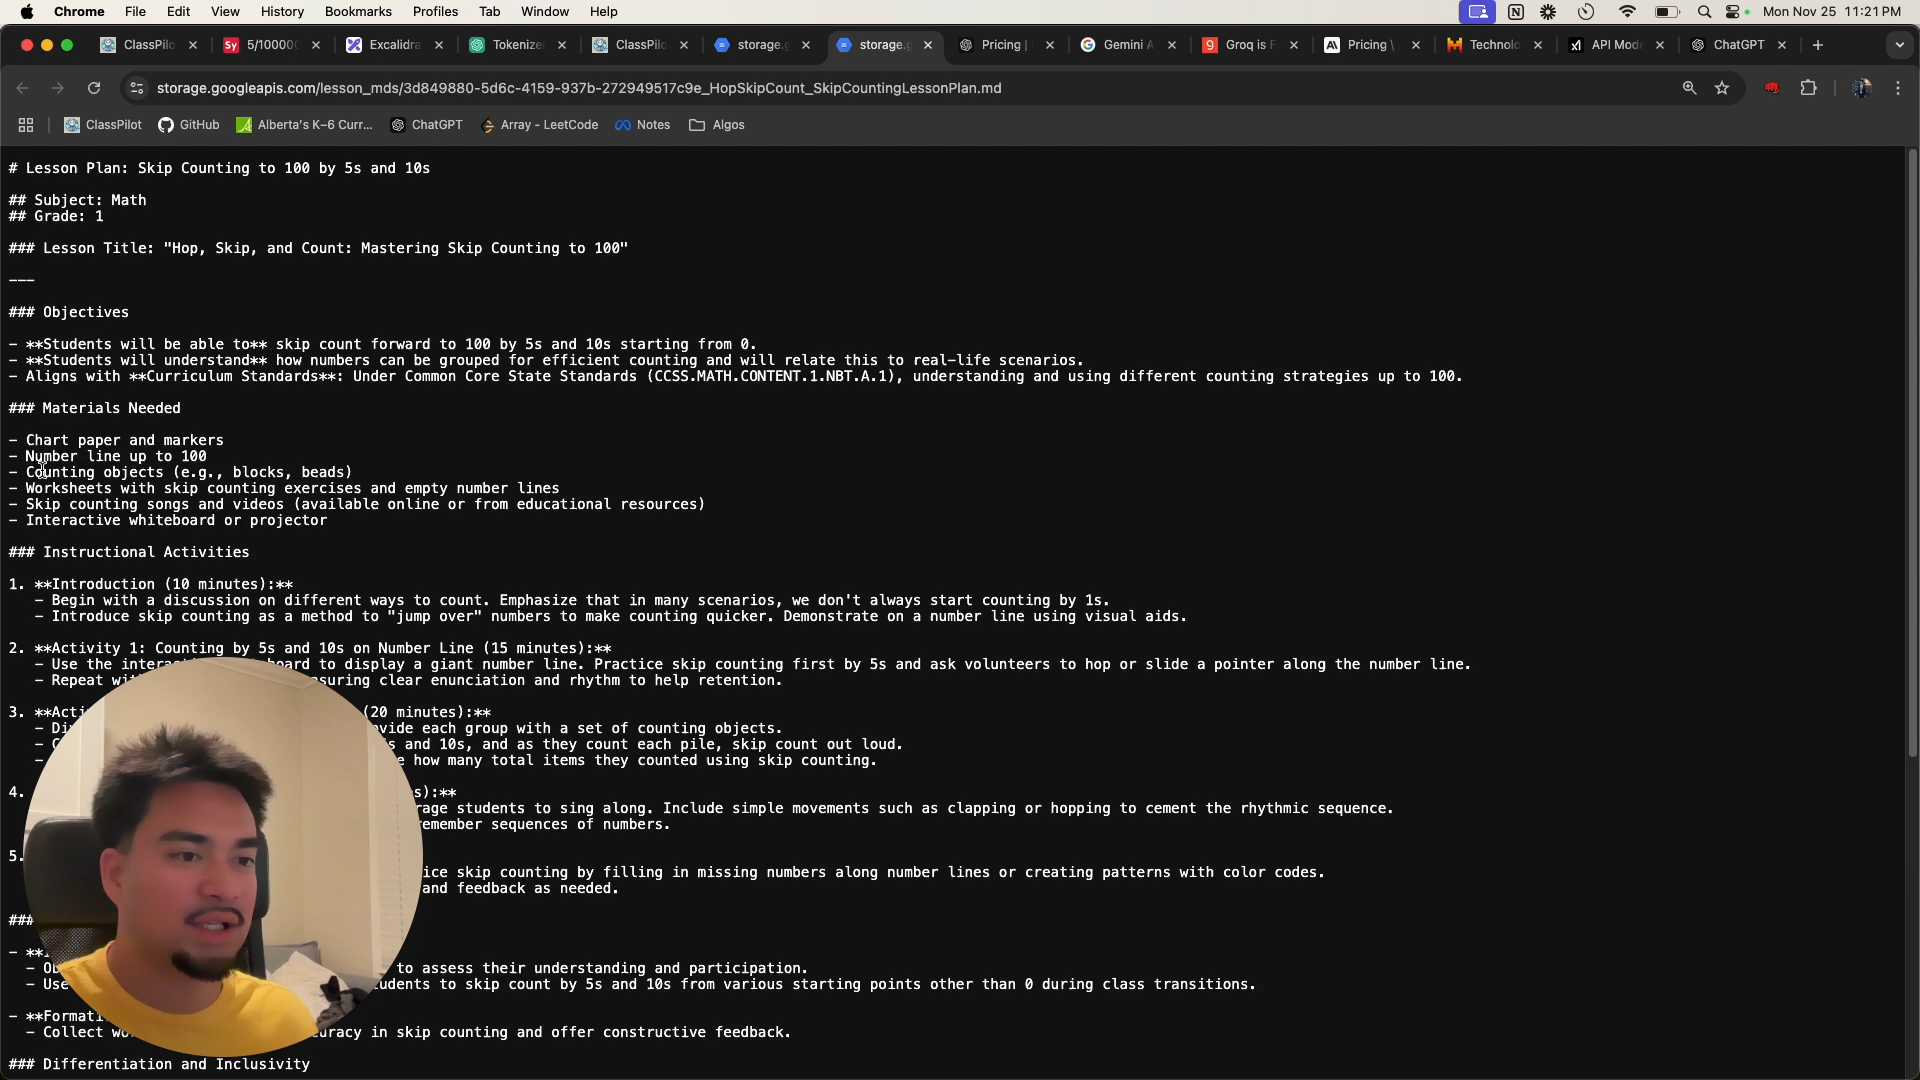 Chrome File Edit View History Bookmarks Profiles Tab Window Help Mon Nov 25 11:21 PM
ClassPilo 5/10000 Excalidra Tokenizer ClassPilo storage.g storage.g Pricing | Gemini A Groq is F Pricing \ Technolo API Mod ChatGPT
storage.googleapis.com/lesson_mds/3d849880-5d6c-4159-937b-272949517c9e_HopSkipCount_SkipCountingLessonPlan.md
ClassPilot GitHub Alberta's K–6 Curr... ChatGPT Array - LeetCode Notes Algos
# Lesson Plan: Skip Counting to 100 by 5s and 10s
## Subject: Math
## Grade: 1
### Lesson Title: "Hop, Skip, and Count: Mastering Skip Counting to 100"
---
### Objectives
- **Students will be able to** skip count forward to 100 by 5s and 10s starting from 0.
- **Students will understand** how numbers can be grouped for efficient counting and will relate this to real-life scenarios.
- Aligns with **Curriculum Standards**: Under Common Core State Standards (CCSS.MATH.CONTENT.1.NBT.A.1), understanding and using different counting strategies up to 100.
### Materials Needed
- Chart paper and markers
- Number line up to 100
- Counting objects (e.g., blocks, beads)
- Worksheets with skip counting exercises and empty number lines
- Skip counting songs and videos (available online or from educational resources)
- Interactive whiteboard or projector
### Instructional Activities
1. **Introduction (10 minutes):**
- Begin with a discussion on different ways to count. Emphasize that in many scenarios, we don't always start counting by 1s.
- Introduce skip counting as a method to "jump over" numbers to make counting quicker. Demonstrate on a number line using visual aids.
2. **Activity 1: Counting by 5s and 10s on Number Line (15 minutes):**
- Use the intera board to display a giant number line. Practice skip counting first by 5s and ask volunteers to hop or slide a pointer along the number line.
- Repeat wi suring clear enunciation and rhythm to help retention.
3. **Acti (20 minutes):**
- Di vide each group with a set of counting objects.
- s and 10s, and as they count each pile, skip count out loud.
- how many total items they counted using skip counting.
4. s):**
rage students to sing along. Include simple movements such as clapping or hopping to cement the rhythmic sequence.
remember sequences of numbers.
5.
ice skip counting by filling in missing numbers along number lines or creating patterns with color codes.
and feedback as needed.
###
- **
- to assess their understanding and participation.
- Use udents to skip count by 5s and 10s from various starting points other than 0 during class transitions.
- **Formati
- Collect wo uracy in skip counting and offer constructive feedback.
### Differentiation and Inclusivity